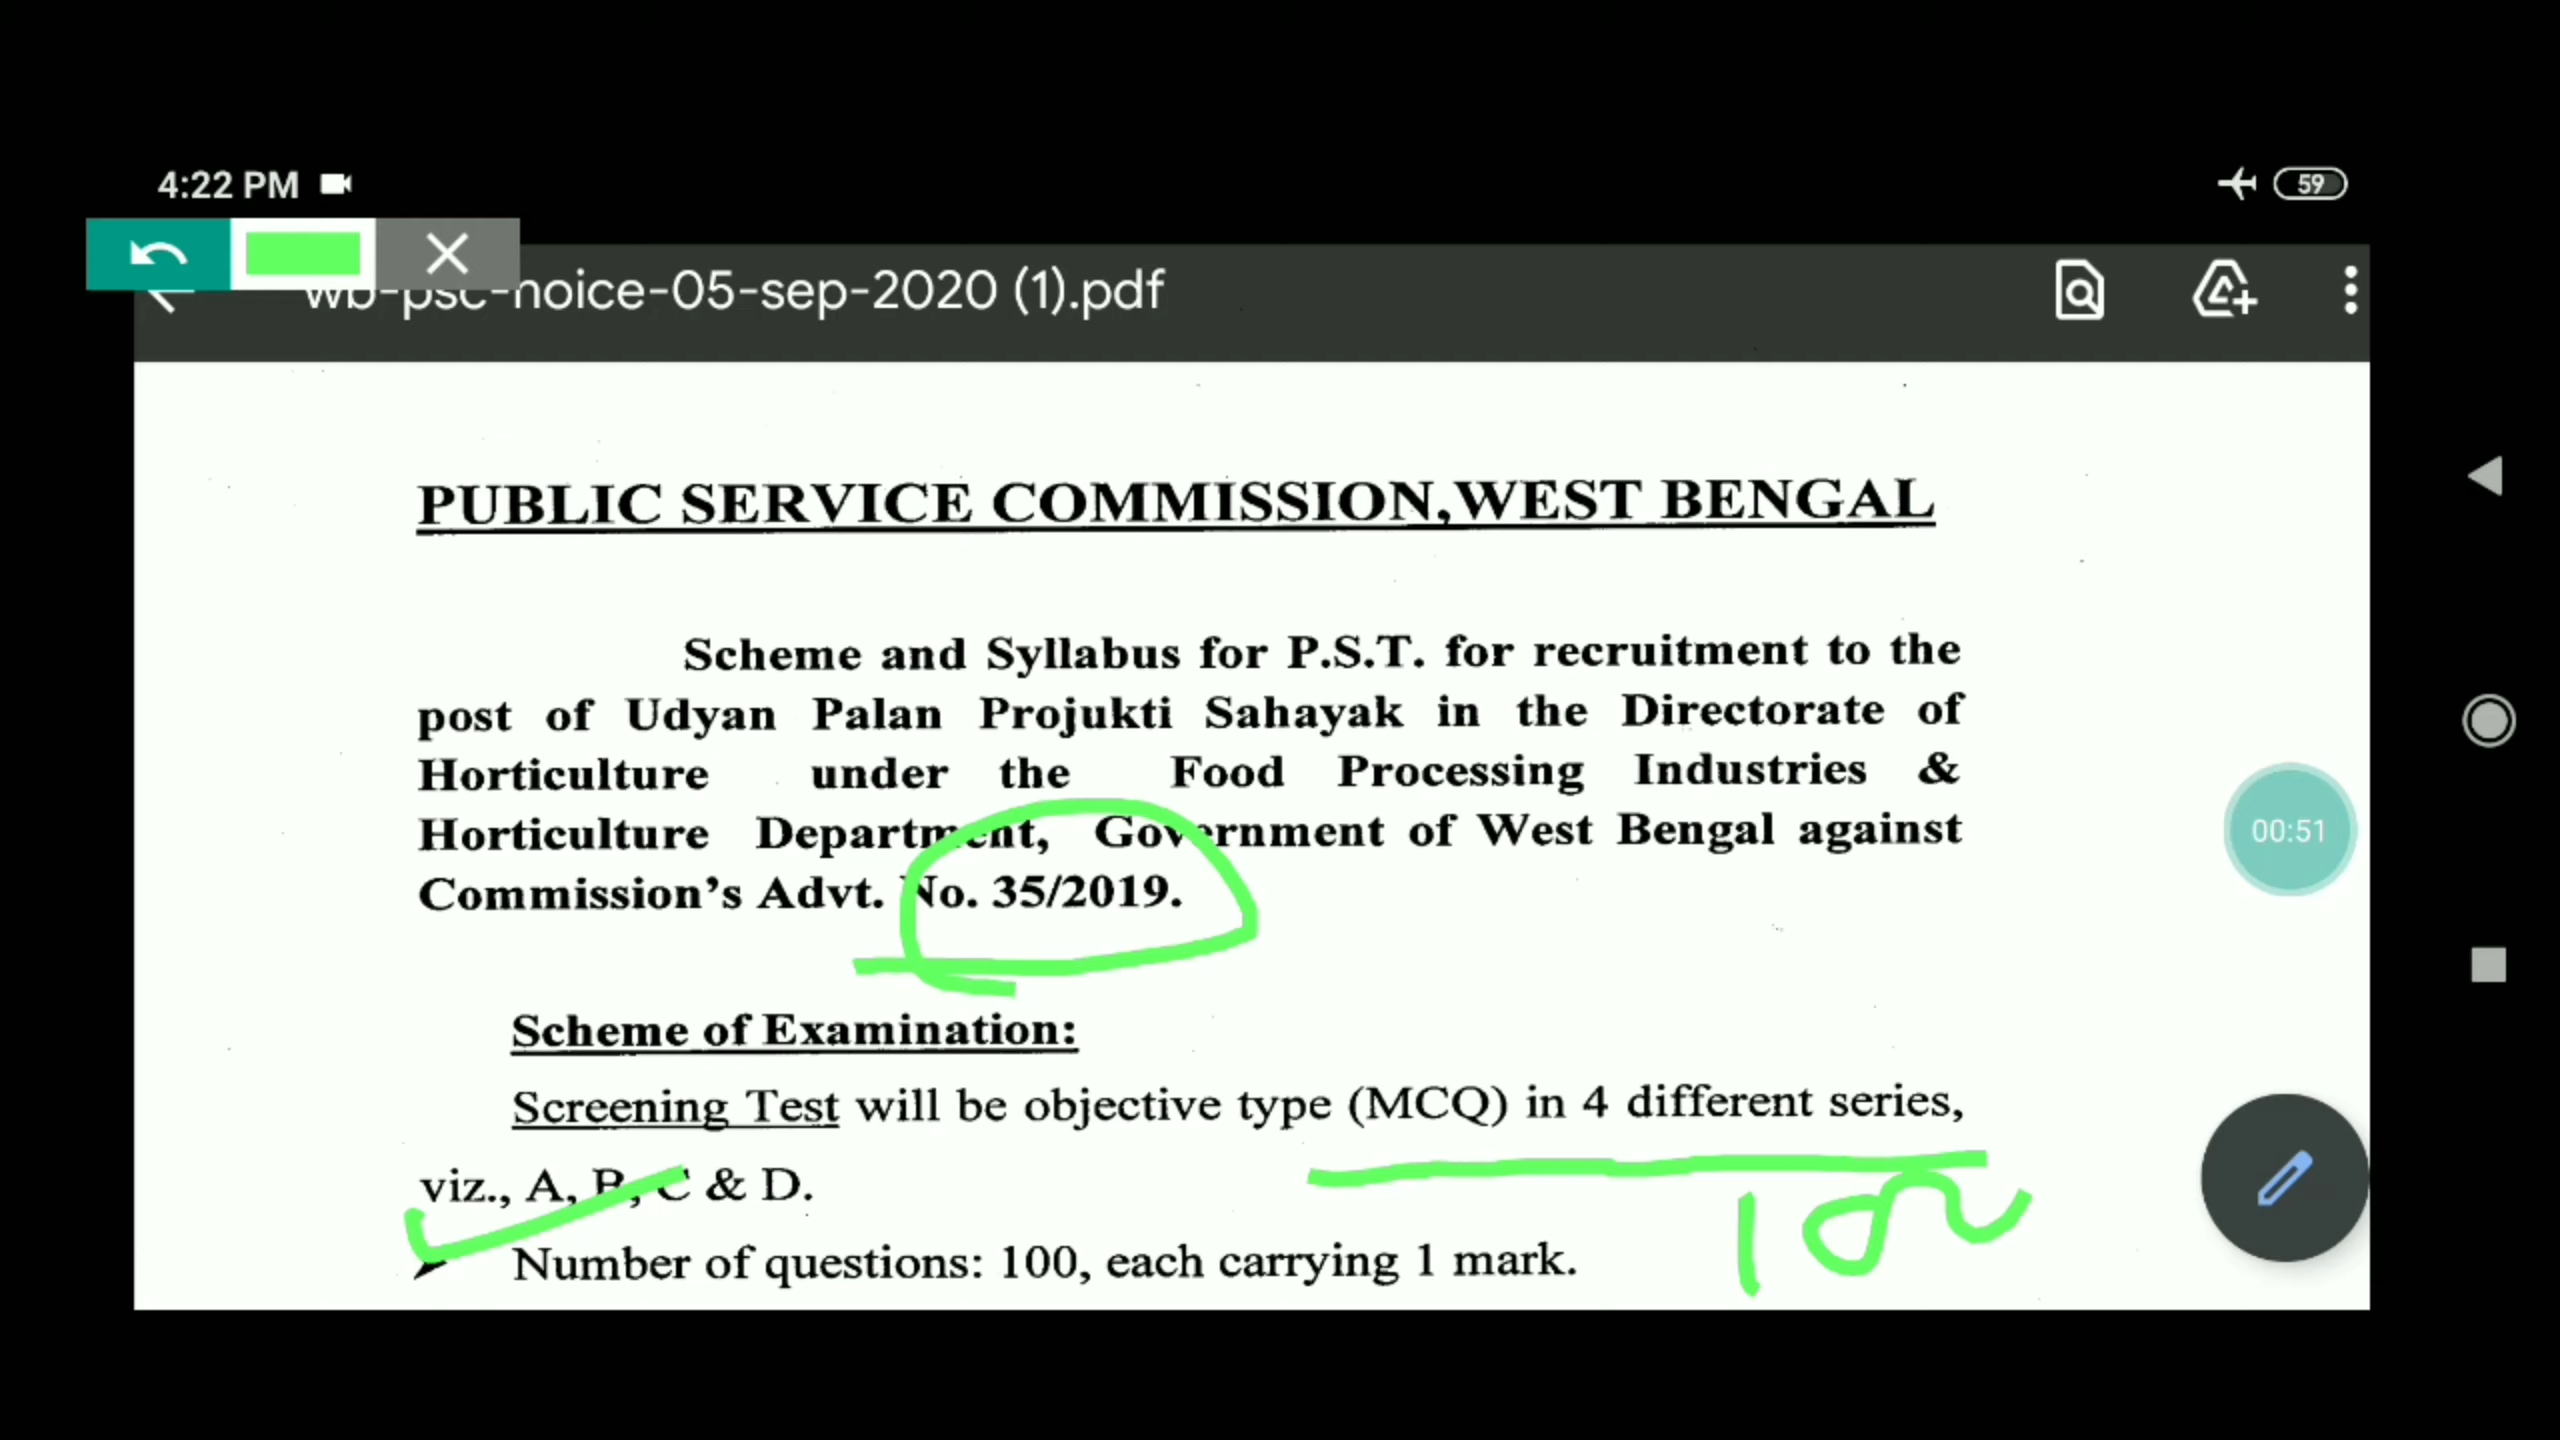 4:22 PM
59
wb-psc-noice-05-sep-2020 (1).pdf
PUBLIC SERVICE COMMISSION,WEST BENGAL
Scheme and Syllabus for P.S.T. for recruitment to the
post of Udyan Palan Projukti Sahayak in the Directorate of
Horticulture under the Food Processing Industries &
Horticulture Department, Government of West Bengal against
Commission's Advt. No. 35/2019.
00:51
Scheme of Examination:
Screening Test will be objective type (MCQ) in 4 different series,
viz., A, B, C & D.
100
Number of questions: 100, each carrying 1 mark.